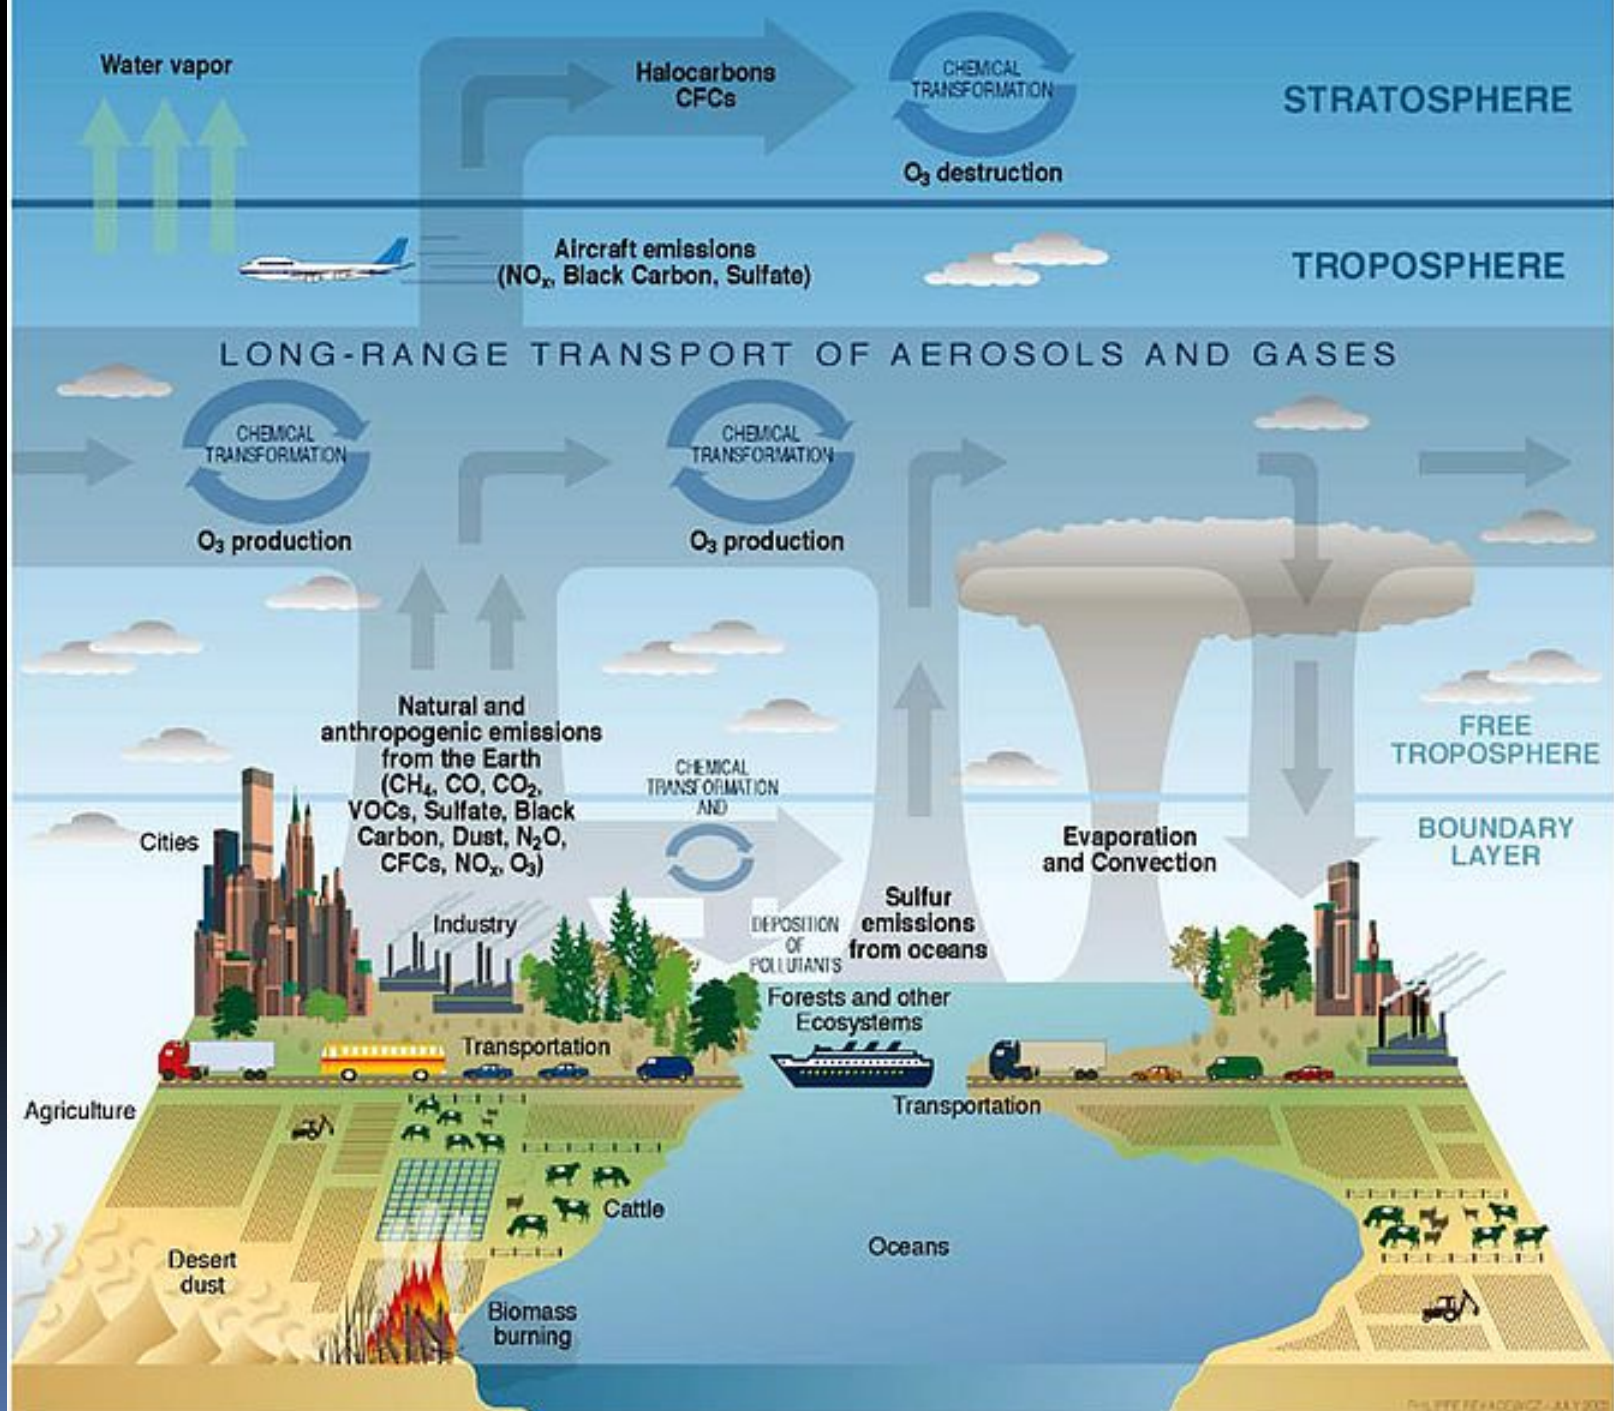 Water vapor
Halocarbons
CFCs
CHEMICAL
TRANSFORMATION
O₃ destruction
STRATOSPHERE
Aircraft emissions
(NOₓ, Black Carbon, Sulfate)
TROPOSPHERE
LONG-RANGE TRANSPORT OF AEROSOLS AND GASES
CHEMICAL
TRANSFORMATION
O₃ production
CHEMICAL
TRANSFORMATION
O₃ production
Natural and
anthropogenic emissions
from the Earth
(CH₄, CO, CO₂,
VOCs, Sulfate, Black
Carbon, Dust, N₂O,
CFCs, NOₓ, O₃)
CHEMICAL
TRANSFORMATION
AND
DEPOSITION
OF
POLLUTANTS
FREE
TROPOSPHERE
BOUNDARY
LAYER
Evaporation
and Convection
Cities
Industry
Sulfur
emissions
from oceans
Forests and other
Ecosystems
Transportation
Transportation
Agriculture
Cattle
Oceans
Desert
dust
Biomass
burning
PHILIPPE REKACEWICZ - JULY 2003